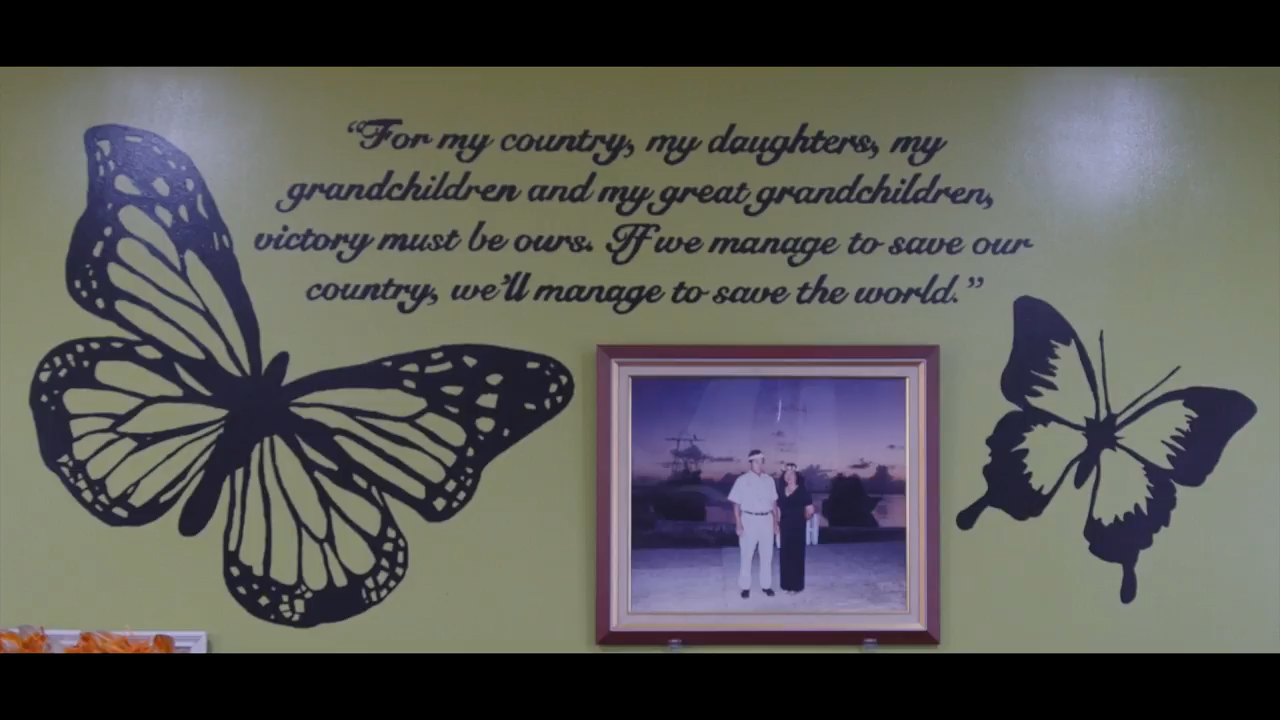 “For my country, my daughters, my
grandchildren and my great grandchildren,
victory must be ours. If we manage to save our
country, we’ll manage to save the world.”